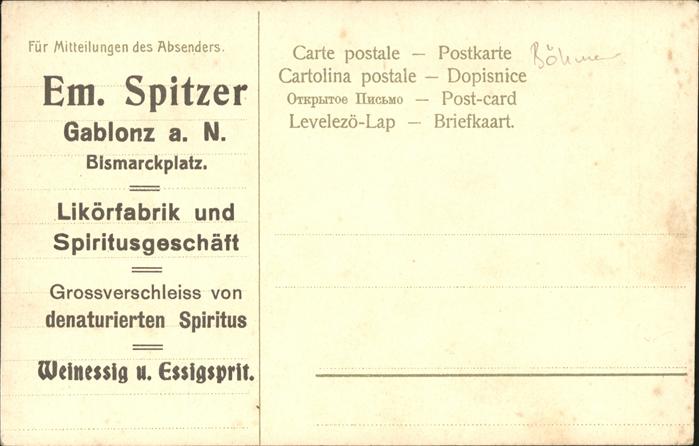 Für Mitteilungen des Absenders.
Em. Spitzer
Gablonz a. N.
Bismarckplatz.
Likörfabrik und
Spiritusgeschäft
Grossverschleiss von
denaturierten Spiritus
Weinessig u. Essigsprit.
Carte postale — Postkarte
Cartolina postale — Dopisnice
Открытое Письмо — Post-card
Levelezö-Lap — Briefkaart.
Böhmen